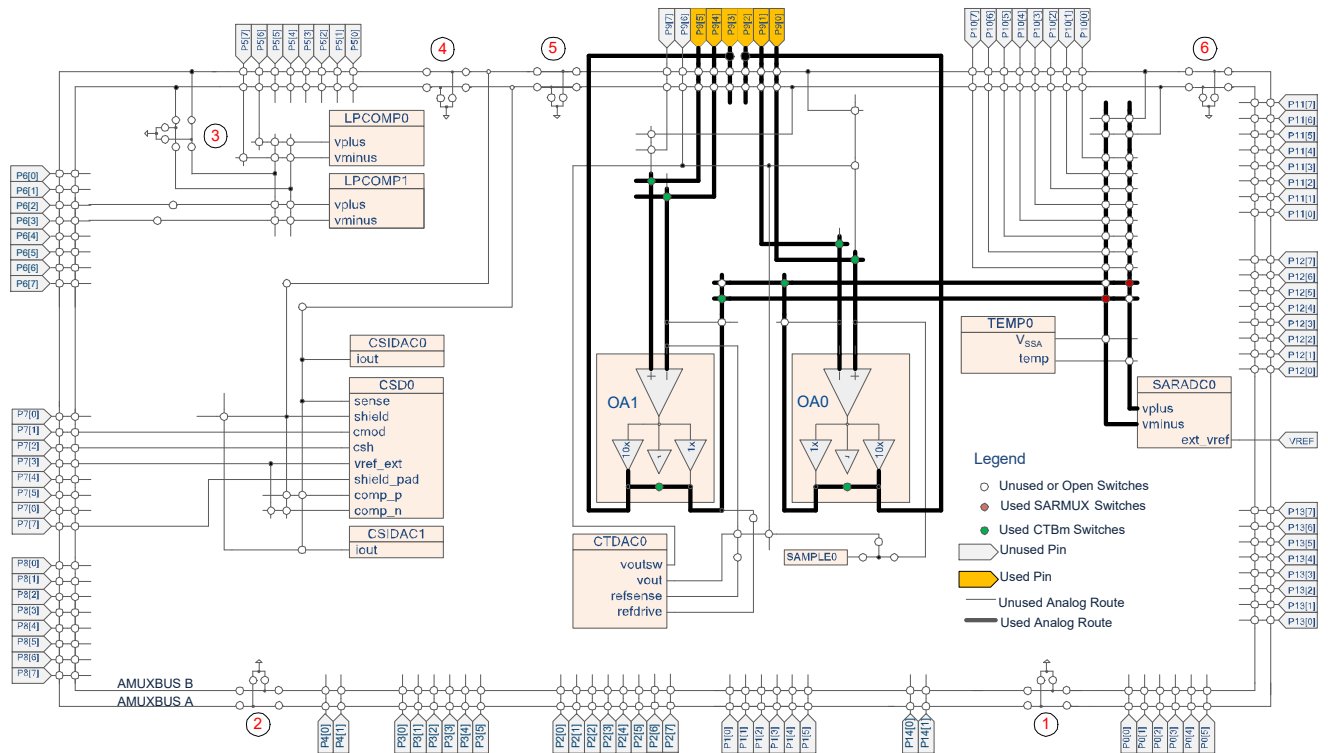 P5[7]
P5[6]
P5[5]
P5[4]
P5[3]
P5[2]
P5[1]
P5[0]
P9[7]
P9[6]
P9[5]
P9[4]
P9[3]
P9[2]
P9[1]
P9[0]
P10[7]
P10[6]
P10[5]
P10[4]
P10[3]
P10[2]
P10[1]
P10[0]
4
5
6
3
LPCOMP0
vplus
vminus
LPCOMP1
vplus
vminus
P6[0]
P6[1]
P6[2]
P6[3]
P6[4]
P6[5]
P6[6]
P6[7]
P11[7]
P11[6]
P11[5]
P11[4]
P11[3]
P11[2]
P11[1]
P11[0]
P12[7]
P12[6]
P12[5]
P12[4]
P12[3]
P12[2]
P12[1]
P12[0]
CSIDAC0
iout
CSD0
sense
shield
cmod
csh
vref_ext
shield_pad
comp_p
comp_n
CSIDAC1
iout
P7[0]
P7[1]
P7[2]
P7[3]
P7[4]
P7[5]
P7[0]
P7[7]
P8[0]
P8[1]
P8[2]
P8[3]
P8[4]
P8[5]
P8[6]
P8[7]
+ -
OA1
10x
1x
+ -
OA0
1x
10x
TEMP0
VSSA
temp
SARADC0
vplus
vminus
ext_vref
VREF
CTDAC0
voutsw
vout
refsense
refdrive
SAMPLE0
Legend
Unused or Open Switches
Used SARMUX Switches
Used CTBm Switches
Unused Pin
Used Pin
Unused Analog Route
Used Analog Route
P13[7]
P13[6]
P13[5]
P13[4]
P13[3]
P13[2]
P13[1]
P13[0]
AMUXBUS B
AMUXBUS A
2
1
P4[0]
P4[1]
P3[0]
P3[1]
P3[2]
P3[3]
P3[4]
P3[5]
P2[0]
P2[1]
P2[2]
P2[3]
P2[4]
P2[5]
P2[6]
P2[7]
P1[0]
P1[1]
P1[2]
P1[3]
P1[4]
P1[5]
P14[0]
P14[1]
P0[0]
P0[1]
P0[2]
P0[3]
P0[4]
P0[5]